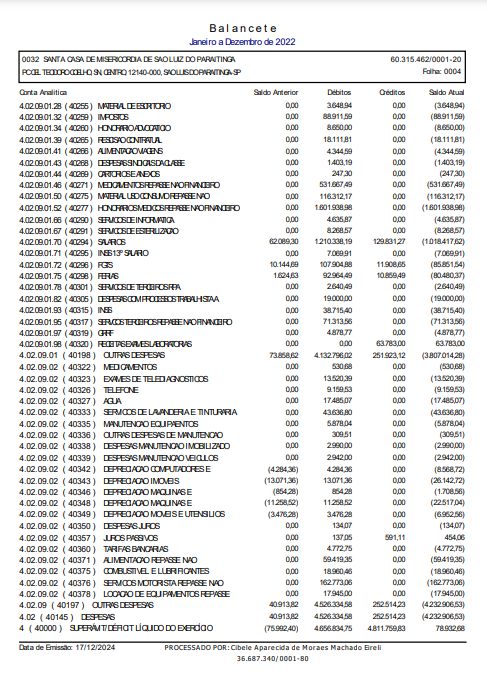 Balancete
Janeiro a Dezembro de 2022
0032 SANTA CASA DE MISERICORDIA DE SAO LUIZ DO PARAITINGA 60.315.462/0001-20
PCCEL TEODORO COELHO, SN, CENTRO, 12140-000, SAO LUIS DO PARAITINGA-SP Folha: 0004
Conta Analítica Saldo Anterior Débitos Créditos Saldo Atual
4.02.09.01.28 (40255) MATERIAL DE ESCRITORIO 0,00 3.648,94 0,00 (3.648,94)
4.02.09.01.32 (40259) IMPOSTOS 0,00 88.911,59 0,00 (88.911,59)
4.02.09.01.34 (40260) HONORARIO ADVOCATICIO 0,00 8.650,00 0,00 (8.650,00)
4.02.09.01.39 (40265) RESCISAO CONTRATUAL 0,00 18.111,81 0,00 (18.111,81)
4.02.09.01.41 (40266) ALIMENTACAO VIAGENS 0,00 4.344,59 0,00 (4.344,59)
4.02.09.01.43 (40268) DESPESAS SINDICAIS DA CLASSE 0,00 1.403,19 0,00 (1.403,19)
4.02.09.01.44 (40269) CARTORIOS E ANEXOS 0,00 247,30 0,00 (247,30)
4.02.09.01.46 (40271) MEDICAMENTOS REPASSE NAO FINANCEIRO 0,00 531.667,49 0,00 (531.667,49)
4.02.09.01.50 (40275) MATERIAL USO CONSUMO REPASSE NAO 0,00 116.312,17 0,00 (116.312,17)
4.02.09.01.52 (40277) HONORARIOS MEDICOS REPASSE NAO FINANCEIRO 0,00 1.601.938,98 0,00 (1.601.938,98)
4.02.09.01.66 (40290) SERVICOS DE INFORMATICA 0,00 4.635,87 0,00 (4.635,87)
4.02.09.01.67 (40291) SERVICOS DE ESTERILIZACAO 0,00 8.268,57 0,00 (8.268,57)
4.02.09.01.70 (40294) SALARIOS 62.089,30 1.210.338,19 129.831,27 (1.018.417,62)
4.02.09.01.71 (40295) INSS 13º SALARIO 0,00 7.069,91 0,00 (7.069,91)
4.02.09.01.72 (40296) FGTS 10.144,69 107.904,88 11.908,65 (85.851,54)
4.02.09.01.75 (40298) FERIAS 1.624,63 92.964,49 10.859,49 (80.480,37)
4.02.09.01.78 (40301) SERVICOS DE TERCEIROS RPA 0,00 2.640,49 0,00 (2.640,49)
4.02.09.01.82 (40305) DESPESAS COM PROCESSOS TRABALHISTA A 0,00 19.000,00 0,00 (19.000,00)
4.02.09.01.93 (40315) INSS 0,00 38.715,40 0,00 (38.715,40)
4.02.09.01.95 (40317) SERVICO TERCEIROS REPASSE NAO FINANCEIRO 0,00 71.313,56 0,00 (71.313,56)
4.02.09.01.97 (40319) GRRF 0,00 4.878,77 0,00 (4.878,77)
4.02.09.01.98 (40320) RECEITAS EXAMES LABORATORIAS 0,00 0,00 63.783,00 63.783,00
4.02.09.01 (40198) OUTRAS DESPESAS 73.858,62 4.132.796,02 251.923,12 (3.807.014,28)
4.02.09.02 (40322) MEDICAMENTOS 0,00 530,68 0,00 (530,68)
4.02.09.02 (40323) EXAMES DE TELEDIAGNOSTICOS 0,00 13.520,39 0,00 (13.520,39)
4.02.09.02 (40326) TELEFONE 0,00 9.159,53 0,00 (9.159,53)
4.02.09.02 (40327) AGUA 0,00 17.485,07 0,00 (17.485,07)
4.02.09.02 (40333) SERVICOS DE LAVANDERIA E TINTURARIA 0,00 43.636,80 0,00 (43.636,80)
4.02.09.02 (40335) MANUTENCAO EQUIPAENTOS 0,00 5.878,04 0,00 (5.878,04)
4.02.09.02 (40336) OUTRAS DESPESAS DE MANUTENCAO 0,00 309,51 0,00 (309,51)
4.02.09.02 (40338) DESPESAS MANUTENCAO IMOBILIZADO 0,00 2.990,00 0,00 (2.990,00)
4.02.09.02 (40339) DESPESAS MANUTENCAO VEICULOS 0,00 2.942,00 0,00 (2.942,00)
4.02.09.02 (40342) DEPRECIACAO COMPUTADORES E (4.284,36) 4.284,36 0,00 (8.568,72)
4.02.09.02 (40343) DEPRECIACAO IMOVEIS (13.071,36) 13.071,36 0,00 (26.142,72)
4.02.09.02 (40346) DEPRECIACAO MAQUINAS E (854,28) 854,28 0,00 (1.708,56)
4.02.09.02 (40348) DEPRECIACAO MAQUINAS E (11.258,52) 11.258,52 0,00 (22.517,04)
4.02.09.02 (40349) DEPRECIACAO MOVEIS E UTENSILIOS (3.476,28) 3.476,28 0,00 (6.952,56)
4.02.09.02 (40350) DESPESAS JUROS 0,00 134,07 0,00 (134,07)
4.02.09.02 (40357) JUROS PASSIVOS 0,00 137,05 591,11 454,06
4.02.09.02 (40360) TARIFAS BANCARIAS 0,00 4.772,75 0,00 (4.772,75)
4.02.09.02 (40371) ALIMENTACAO REPASSE NAO 0,00 59.419,35 0,00 (59.419,35)
4.02.09.02 (40375) COMBUSTIVEL E LUBRIFICANTES 0,00 18.960,46 0,00 (18.960,46)
4.02.09.02 (40376) SERVICOS MOTORISTA REPASSE NAO 0,00 162.773,06 0,00 (162.773,06)
4.02.09.02 (40378) LOCACAO DE EQUIPAMENTOS REPASSE 0,00 17.945,00 0,00 (17.945,00)
4.02.09 (40197) OUTRAS DESPESAS 40.913,82 4.526.334,58 252.514,23 (4.232.906,53)
4.02 (40145) DESPESAS 40.913,82 4.526.334,58 252.514,23 (4.232.906,53)
4 (40000) SUPERÁVIT/DÉFICIT LÍQUIDO DO EXERCÍCIO (75.992,40) 4.656.834,75 4.811.759,83 78.932,68
Data de Emissão: 17/12/2024 PROCESSADO POR: Cibele Aparecida de Moraes Machado Eireli
36.687.340/0001-80